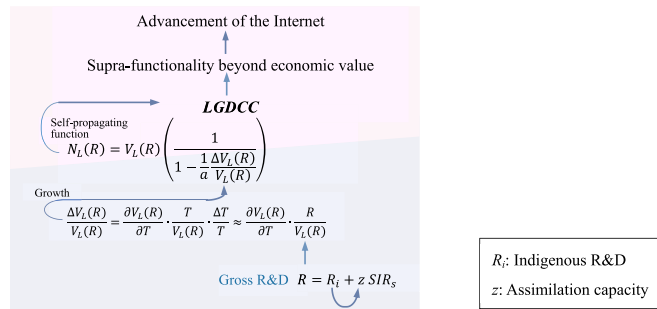 Advancement of the Internet
Supra-functionality beyond economic value
LGDCC
Self-propagating
function
N_L(R) = V_L(R) ( 1 / ( 1 − (1/a) (ΔV_L(R)/V_L(R)) ) )
Growth
ΔV_L(R)/V_L(R) = ∂V_L(R)/∂T · T/V_L(R) · ΔT/T ≈ ∂V_L(R)/∂T · R/V_L(R)
Gross R&D R = R_i + z SIR_s
R_i: Indigenous R&D
z: Assimilation capacity